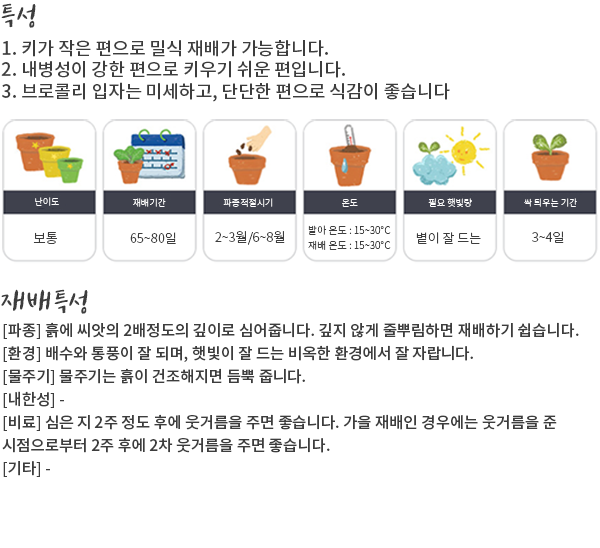 특성
1. 키가 작은 편으로 밀식 재배가 가능합니다.
2. 내병성이 강한 편으로 키우기 쉬운 편입니다.
3. 브로콜리 입자는 미세하고, 단단한 편으로 식감이 좋습니다
난이도
재배기간
파종적절시기
온도
필요 햇빛량
싹 틔우는 기간
보통
65~80일
2~3월/6~8월
발아 온도 : 15~30°C
재배 온도 : 15~30°C
볕이 잘 드는
3~4일
재배특성
[파종] 흙에 씨앗의 2배정도의 깊이로 심어줍니다. 깊지 않게 줄뿌림하면 재배하기 쉽습니다.
[환경] 배수와 통풍이 잘 되며, 햇빛이 잘 드는 비옥한 환경에서 잘 자랍니다.
[물주기] 물주기는 흙이 건조해지면 듬뿍 줍니다.
[내한성] -
[비료] 심은 지 2주 정도 후에 웃거름을 주면 좋습니다. 가을 재배인 경우에는 웃거름을 준
시점으로부터 2주 후에 2차 웃거름을 주면 좋습니다.
[기타] -